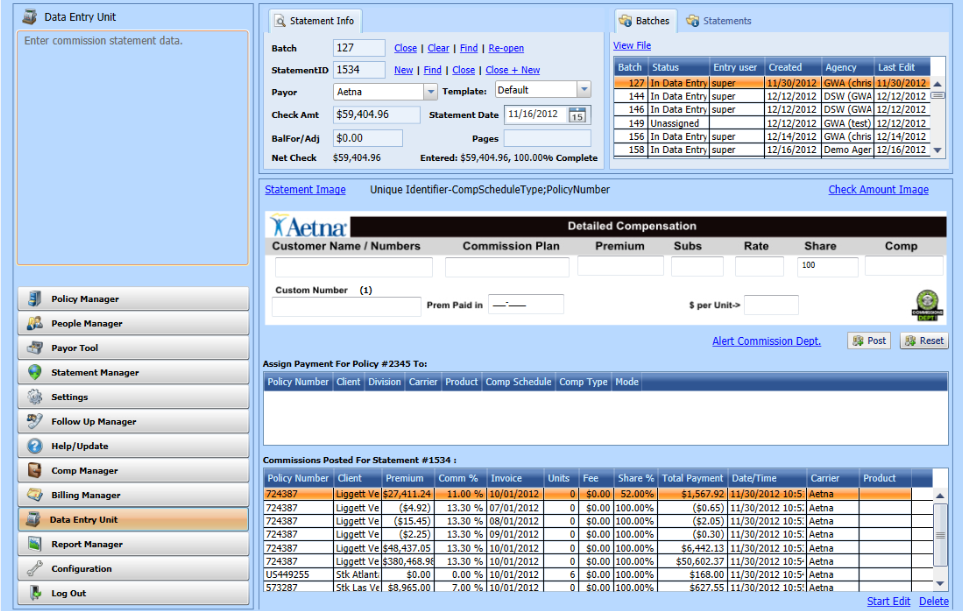 Data Entry Unit
Enter commission statement data.
Policy Manager
People Manager
Payor Tool
Statement Manager
Settings
Follow Up Manager
Help/Update
Comp Manager
Billing Manager
Data Entry Unit
Report Manager
Configuration
Log Out
Statement Info
Batch 127 Close | Clear | Find | Re-open
StatementID 1534 New | Find | Close | Close + New
Payor Aetna Template: Default
Check Amt $59,404.96 Statement Date 11/16/2012 15
BalFor/Adj $0.00 Pages
Net Check $59,404.96 Entered: $59,404.96, 100.00% Complete
Batches Statements
View File
Batch Status Entry user Created Agency Last Edit
127 In Data Entry super 11/30/2012 GWA (chris 11/30/2012
144 In Data Entry super 12/12/2012 DSW (GWA 12/12/2012
146 In Data Entry super 12/12/2012 DSW (GWA 12/12/2012
149 Unassigned 12/12/2012 GWA (test) 12/12/2012
156 In Data Entry super 12/14/2012 GWA (chris 12/14/2012
158 In Data Entry super 12/16/2012 Demo Ager 12/16/2012
Statement Image Unique Identifier-CompScheduleType;PolicyNumber Check Amount Image
Aetna Detailed Compensation
Customer Name / Numbers Commission Plan Premium Subs Rate Share Comp
100
Custom Number (1)
Prem Paid in __-__ $ per Unit->
COMMISSIONS DEPT
Alert Commission Dept. Post Reset
Assign Payment For Policy #2345 To:
Policy Number Client Division Carrier Product Comp Schedule Comp Type Mode
Commissions Posted For Statement #1534 :
Policy Number Client Premium Comm % Invoice Units Fee Share % Total Payment Date/Time Carrier Product
724387 Liggett Ve $27,411.24 11.00 % 10/01/2012 0 $0.00 52.00% $1,567.92 11/30/2012 10:5 Aetna
724387 Liggett Ve ($4.92) 13.30 % 07/01/2012 0 $0.00 100.00% ($0.65) 11/30/2012 10:5 Aetna
724387 Liggett Ve ($15.45) 13.30 % 08/01/2012 0 $0.00 100.00% ($2.05) 11/30/2012 10:5 Aetna
724387 Liggett Ve ($2.25) 13.30 % 09/01/2012 0 $0.00 100.00% ($0.30) 11/30/2012 10:5 Aetna
724387 Liggett Ve $48,437.05 13.30 % 10/01/2012 0 $0.00 100.00% $6,442.13 11/30/2012 10:5 Aetna
724387 Liggett Ve $380,468.98 13.30 % 10/01/2012 0 $0.00 100.00% $50,602.37 11/30/2012 10:5 Aetna
US449255 Stk Atlant $0.00 0.00 % 10/01/2012 6 $0.00 100.00% $168.00 11/30/2012 10:5 Aetna
573287 Stk Las Ve $8,965.00 7.00 % 10/01/2012 0 $0.00 100.00% $627.55 11/30/2012 10:5 Aetna
Start Edit Delete